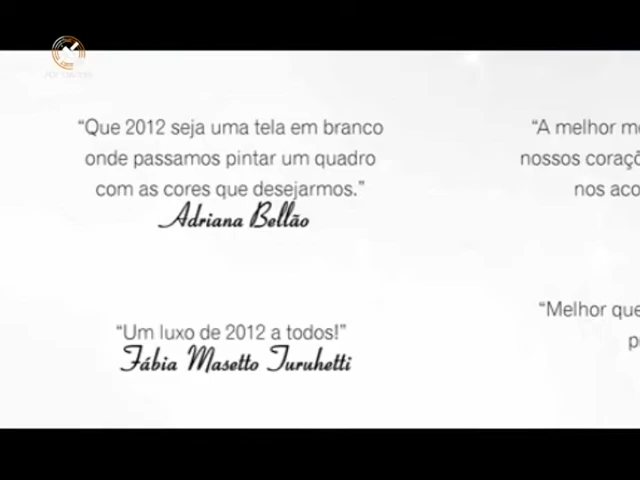 “Que 2012 seja uma tela em branco
onde passamos pintar um quadro
com as cores que desejarmos.”
Adriana Bellão
“Um luxo de 2012 a todos!”
Fábia Masetto Turuhetti
“A melhor
nossos
nos
“Melhor que